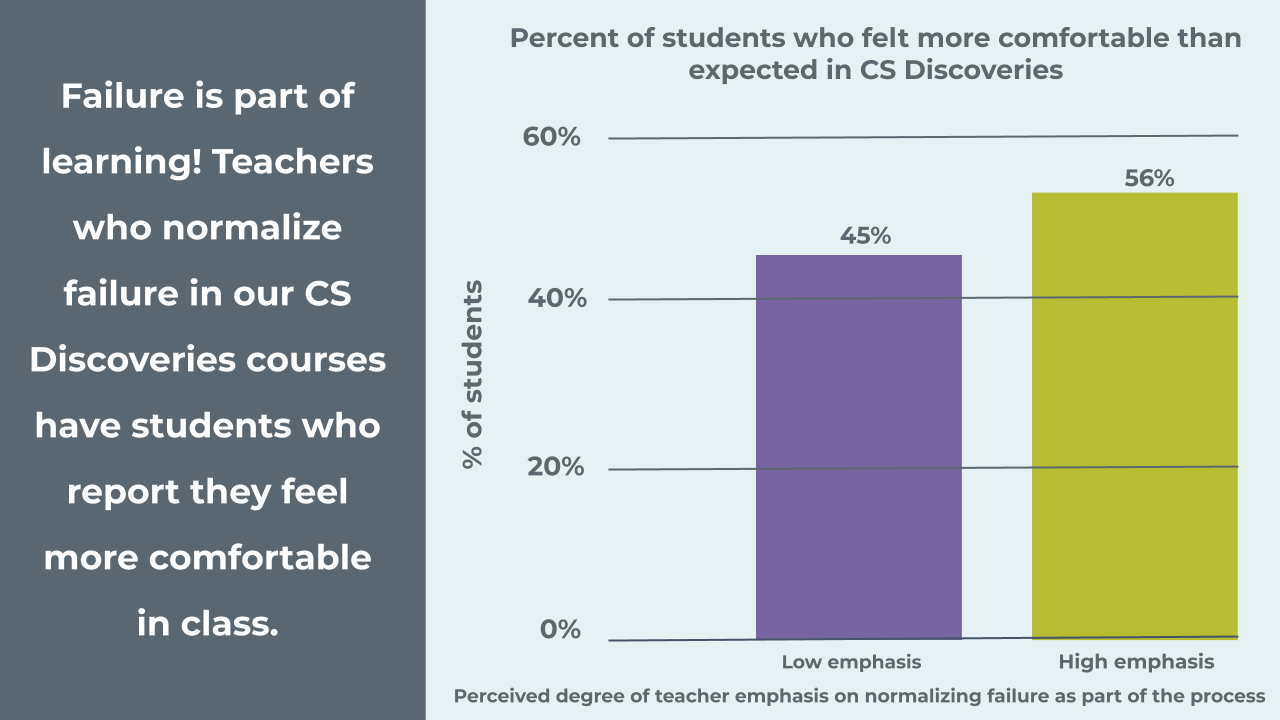 Failure is part of
learning! Teachers
who normalize
failure in our CS
Discoveries courses
have students who
report they feel
more comfortable
in class.
Percent of students who felt more comfortable than
expected in CS Discoveries
% of students
60%
40%
20%
0%
45%
56%
Low emphasis
High emphasis
Perceived degree of teacher emphasis on normalizing failure as part of the process